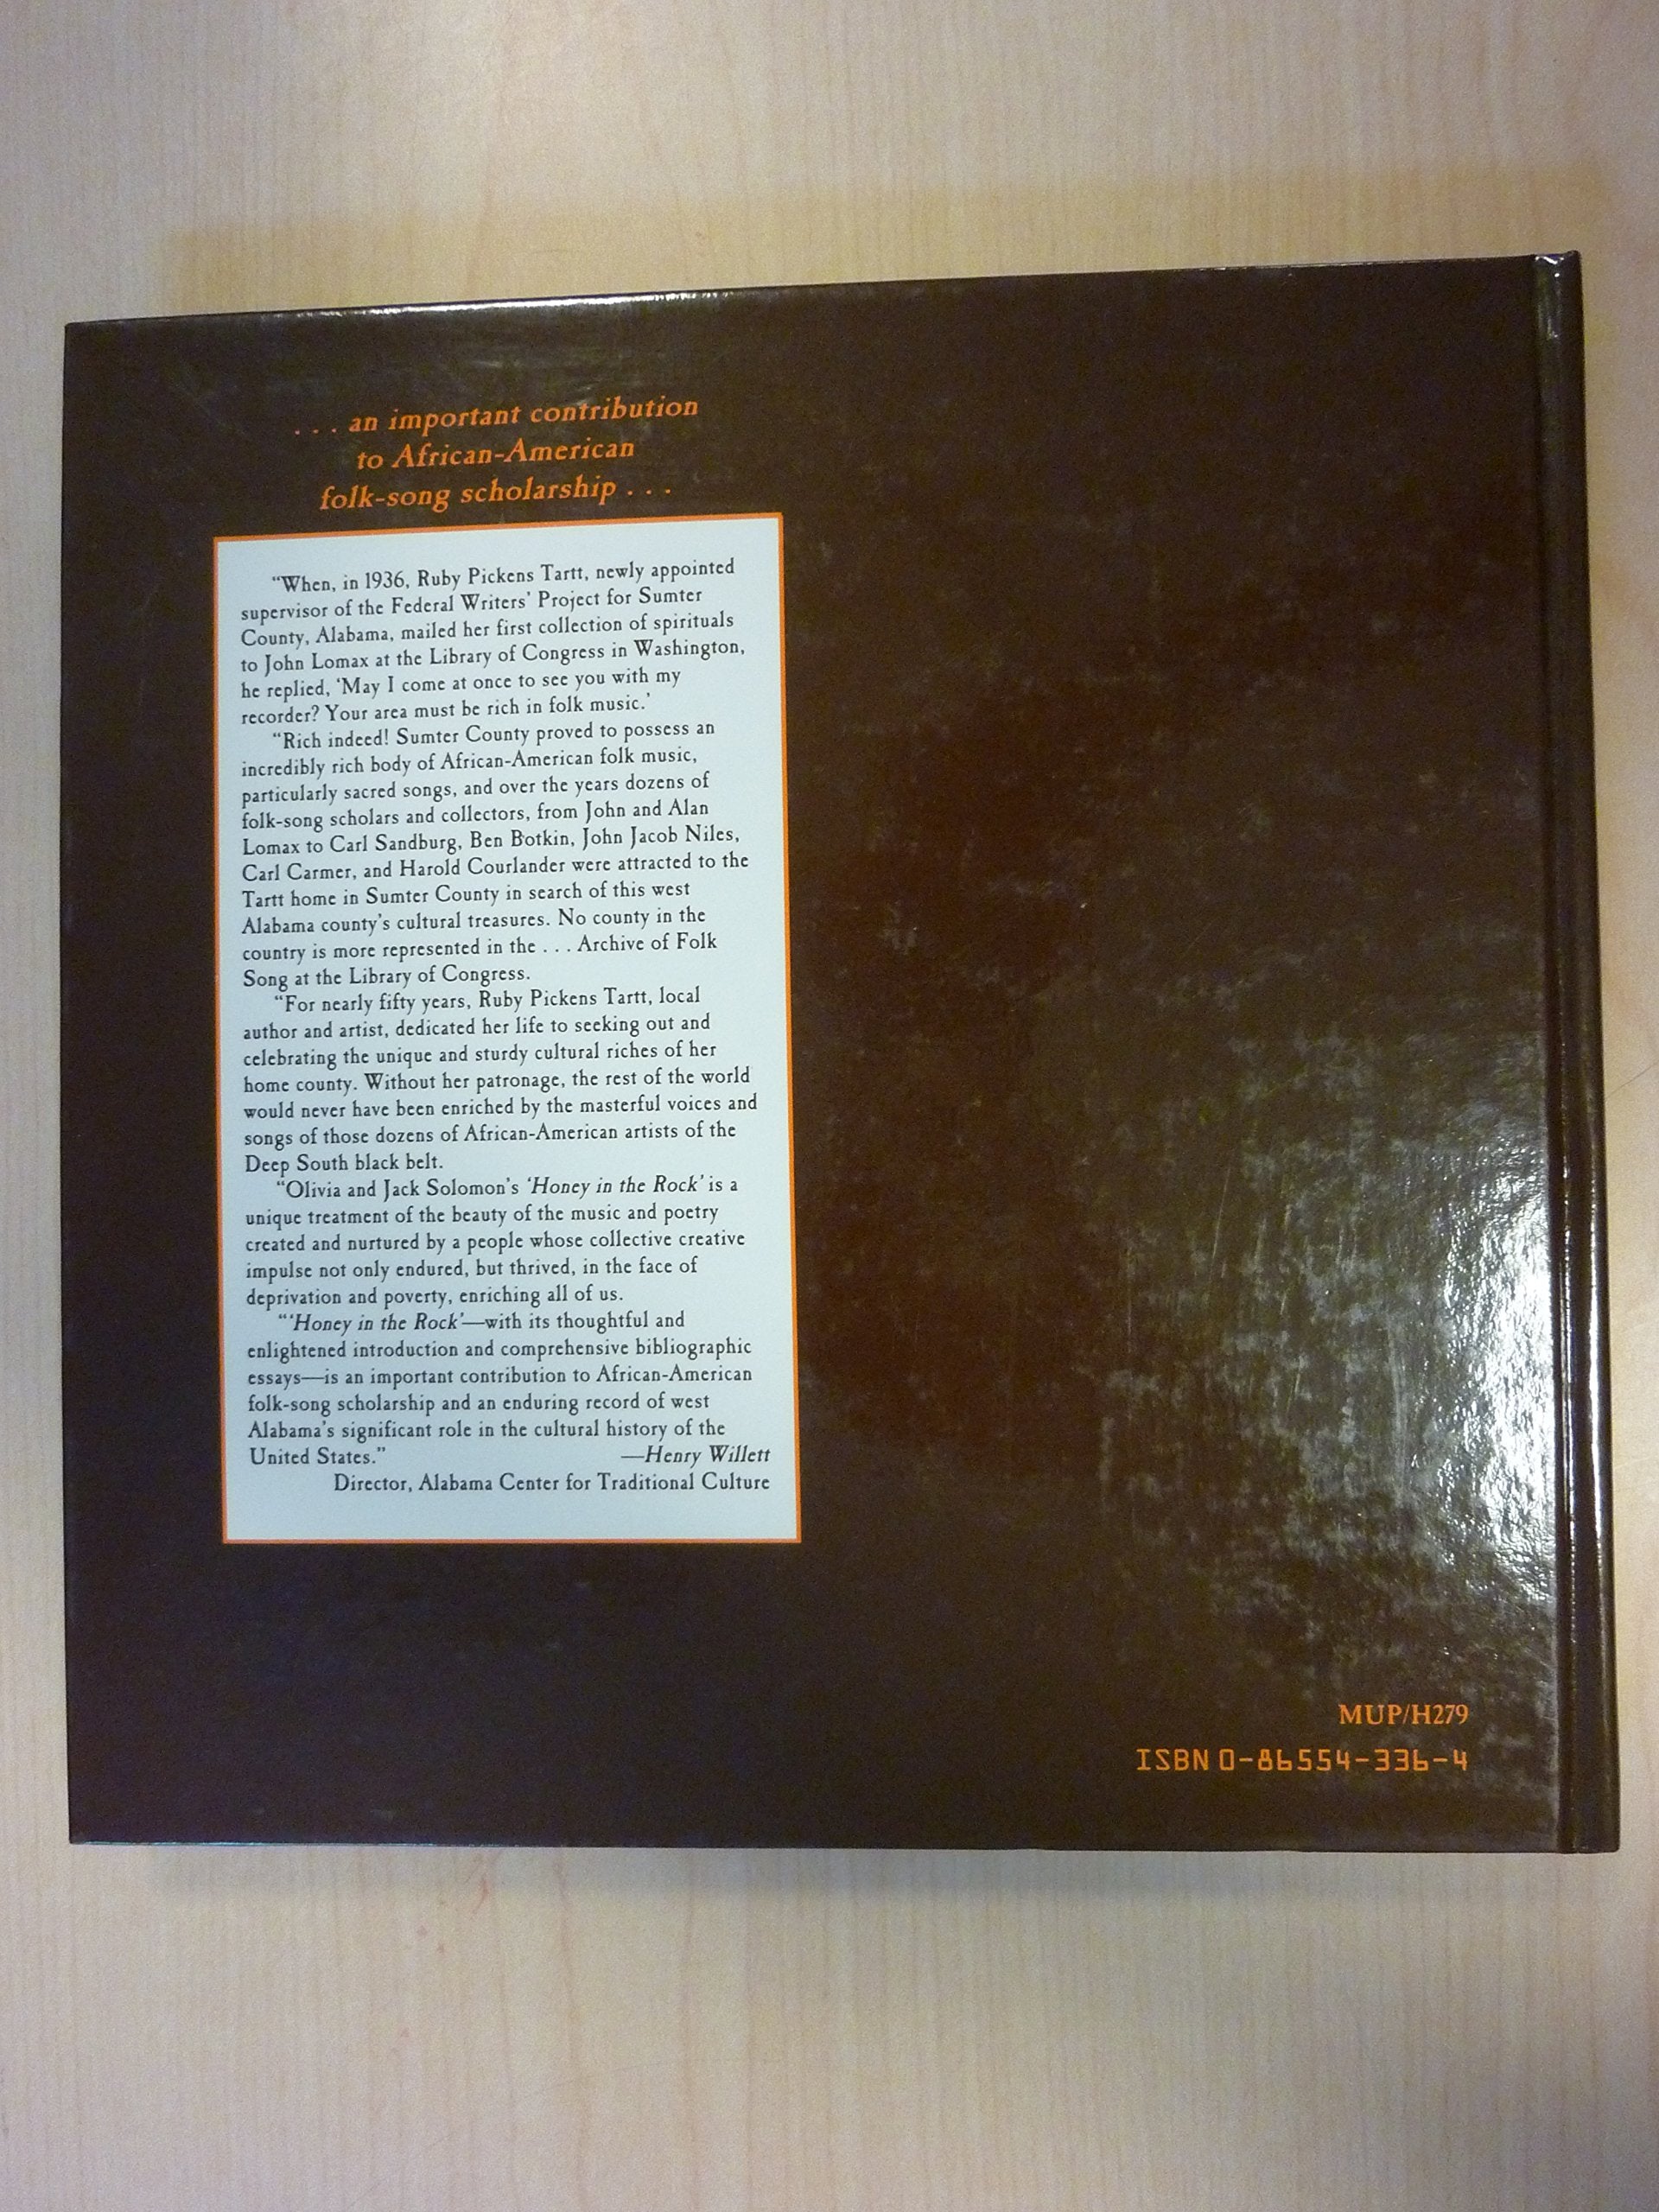 . . . an important contribution
to African-American
folk-song scholarship . . .
“When, in 1936, Ruby Pickens Tartt, newly appointed
supervisor of the Federal Writers’ Project for Sumter
County, Alabama, mailed her first collection of spirituals
to John Lomax at the Library of Congress in Washington,
he replied, ‘May I come at once to see you with my
recorder? Your area must be rich in folk music.’
“Rich indeed! Sumter County proved to possess an
incredibly rich body of African-American folk music,
particularly sacred songs, and over the years dozens of
folk-song scholars and collectors, from John and Alan
Lomax to Carl Sandburg, Ben Botkin, John Jacob Niles,
Carl Carmer, and Harold Courlander were attracted to the
Tartt home in Sumter County in search of this west
Alabama county’s cultural treasures. No county in the
country is more represented in the . . . Archive of Folk
Song at the Library of Congress.
“For nearly fifty years, Ruby Pickens Tartt, local
author and artist, dedicated her life to seeking out and
celebrating the unique and sturdy cultural riches of her
home county. Without her patronage, the rest of the world
would never have been enriched by the masterful voices and
songs of those dozens of African-American artists of the
Deep South black belt.
“Olivia and Jack Solomon’s ‘Honey in the Rock’ is a
unique treatment of the beauty of the music and poetry
created and nurtured by a people whose collective creative
impulse not only endured, but thrived, in the face of
deprivation and poverty, enriching all of us.
“‘Honey in the Rock’—with its thoughtful and
enlightened introduction and comprehensive bibliographic
essays—is an important contribution to African-American
folk-song scholarship and an enduring record of west
Alabama’s significant role in the cultural history of the
United States.” —Henry Willett
Director, Alabama Center for Traditional Culture
MUP/H279
ISBN 0-86554-336-4